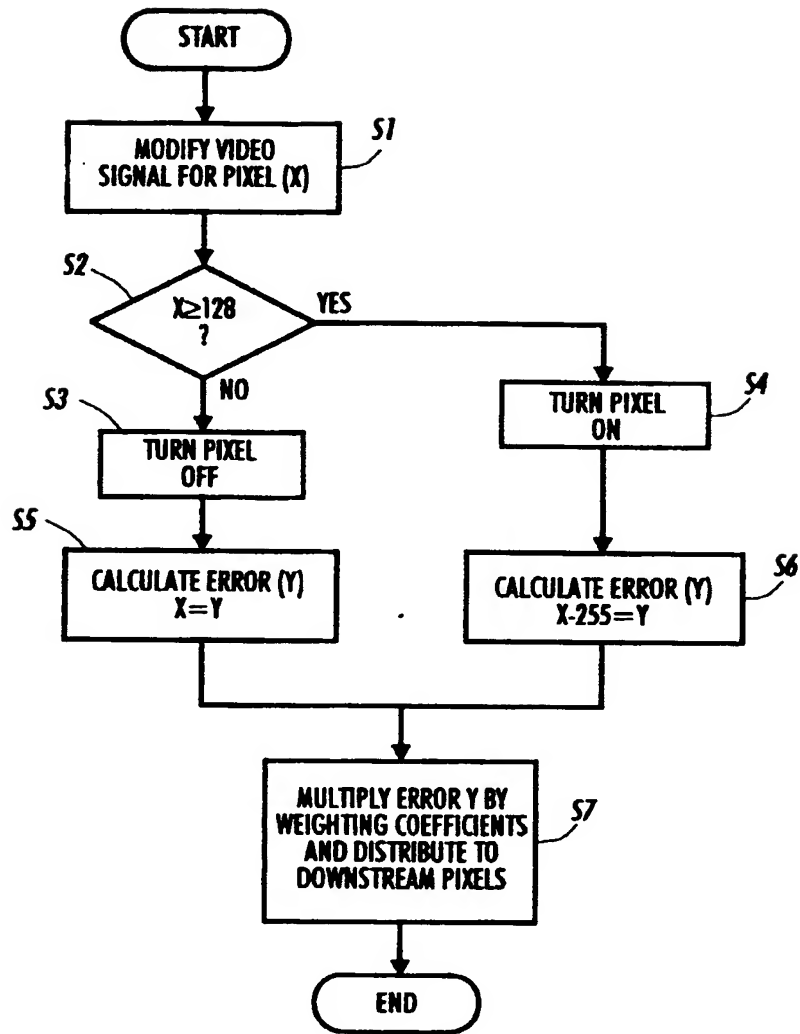 START
S1
MODIFY VIDEO
SIGNAL FOR PIXEL (X)
S2
X≥128
?
YES
NO
S3
TURN PIXEL
OFF
S4
TURN PIXEL
ON
S5
CALCULATE ERROR (Y)
X=Y
S6
CALCULATE ERROR (Y)
X-255=Y
S7
MULTIPLY ERROR Y BY
WEIGHTING COEFFICIENTS
AND DISTRIBUTE TO
DOWNSTREAM PIXELS
END